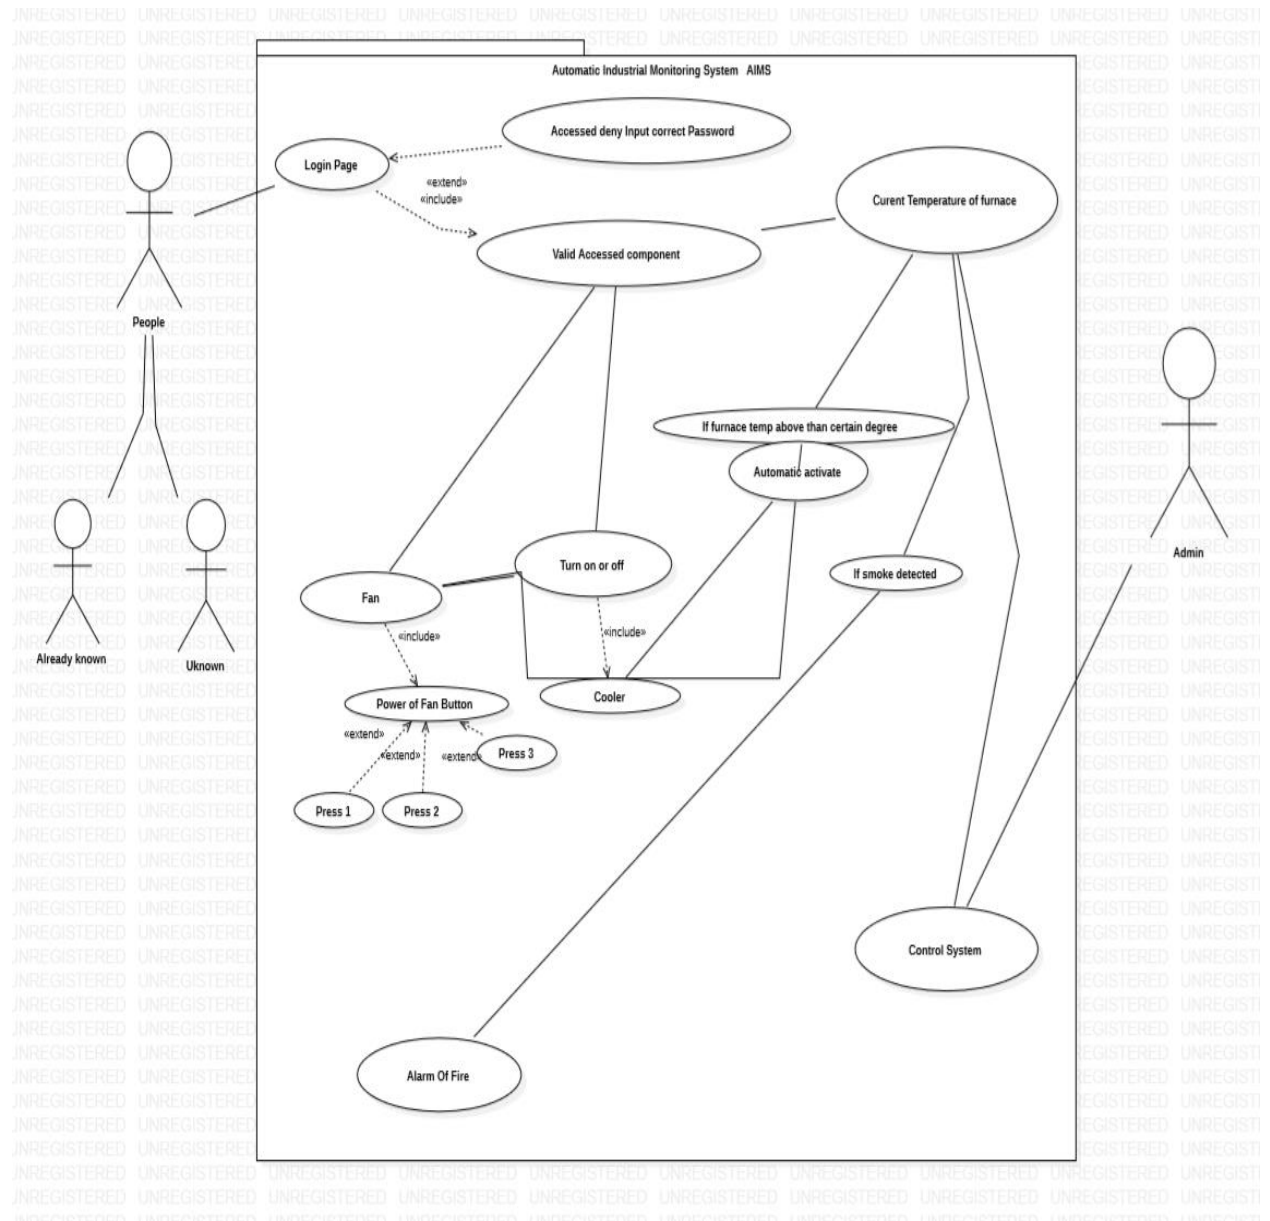 UNREGISTERED
Automatic Industrial Monitoring System AIMS
Accessed deny Input correct Password
Login Page
«extend»
«include»
Curent Temperature of furnace
Valid Accessed component
People
If furnace temp above than certain degree
Automatic activate
Admin
Turn on or off
If smoke detected
Fan
«include»
«include»
Already known
Uknown
Cooler
Power of Fan Button
«extend»
«extend»
«extend»
Press 3
Press 1
Press 2
Control System
Alarm Of Fire